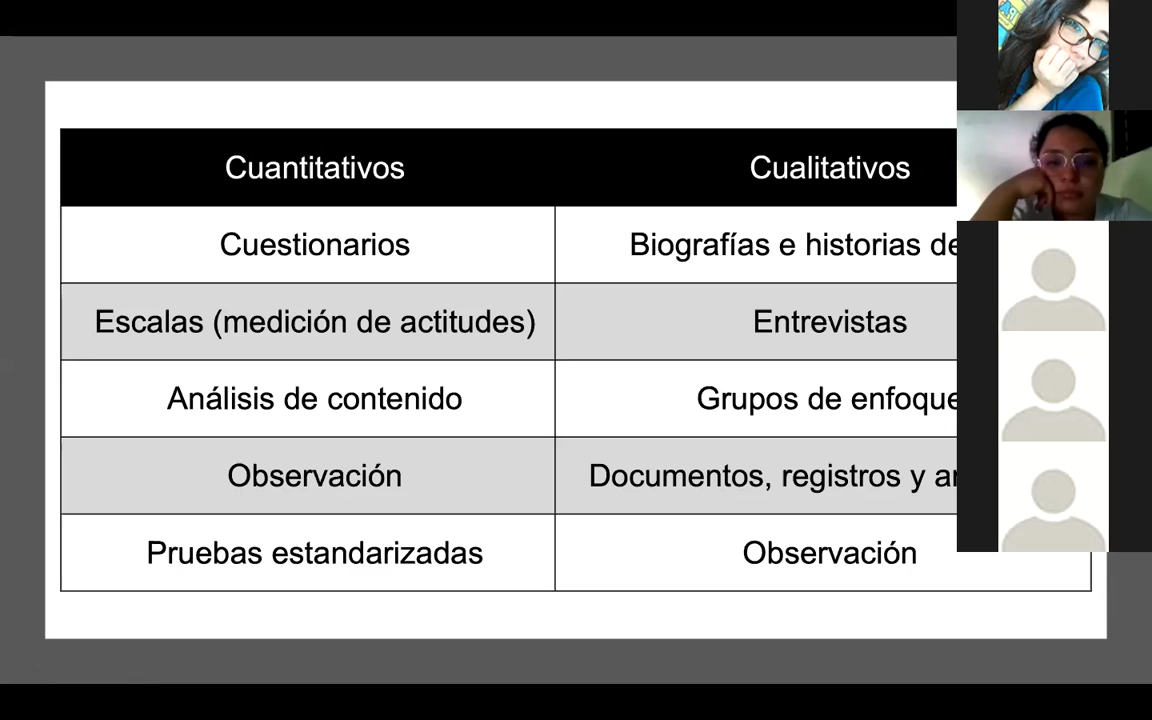 Cuantitativos Cualitativos
Cuestionarios Biografías e historias de
Escalas (medición de actitudes) Entrevistas
Análisis de contenido Grupos de enfoque
Observación Documentos, registros y
Pruebas estandarizadas Observación